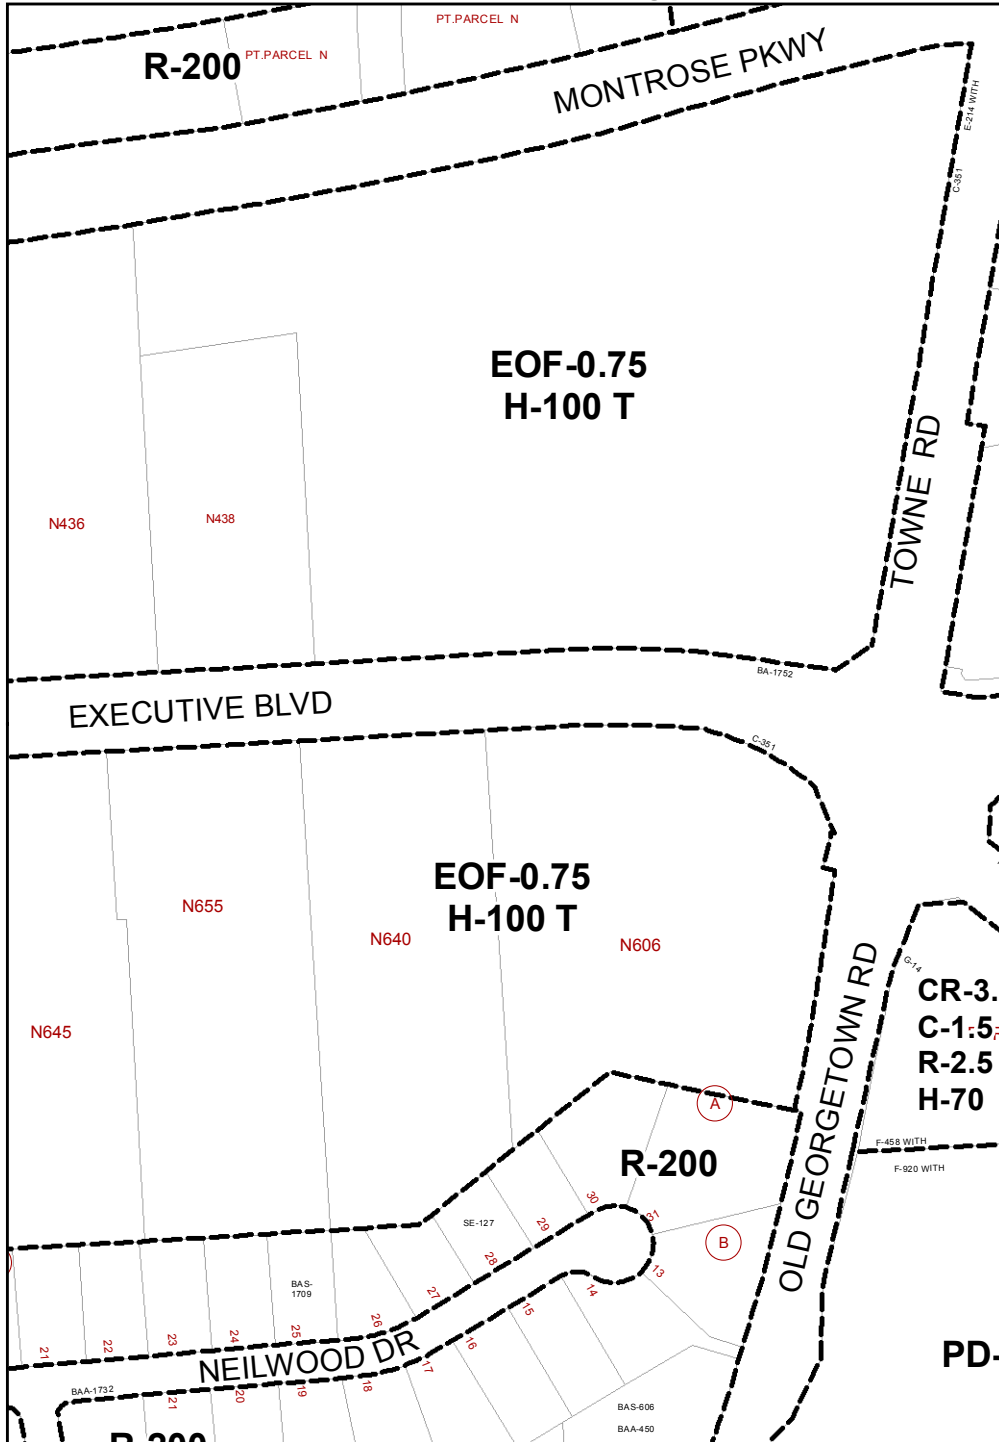 PT.PARCEL N
R-200
PT.PARCEL N
MONTROSE PKWY
E-214 WITH
C-351
EOF-0.75
H-100 T
TOWNE RD
N436
N438
BA-1752
EXECUTIVE BLVD
C-351
EOF-0.75
H-100 T
N655
N640
N606
N645
OLD GEORGETOWN RD
G-14
CR-3.
C-1.5
R-2.5
H-70
A
F-458 WITH
F-920 WITH
R-200
30
31
SE-127
29
B
28
13
BAS-
1709
27
14
26
15
25
24
23
22
21
16
NEILWOOD DR
17
18
19
20
21
BAA-1732
PD-
BAS-606
BAA-450
R-200